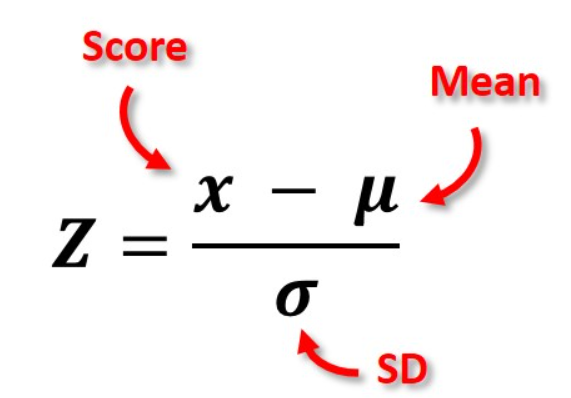 Score
Mean
Z = x − μ
σ
SD